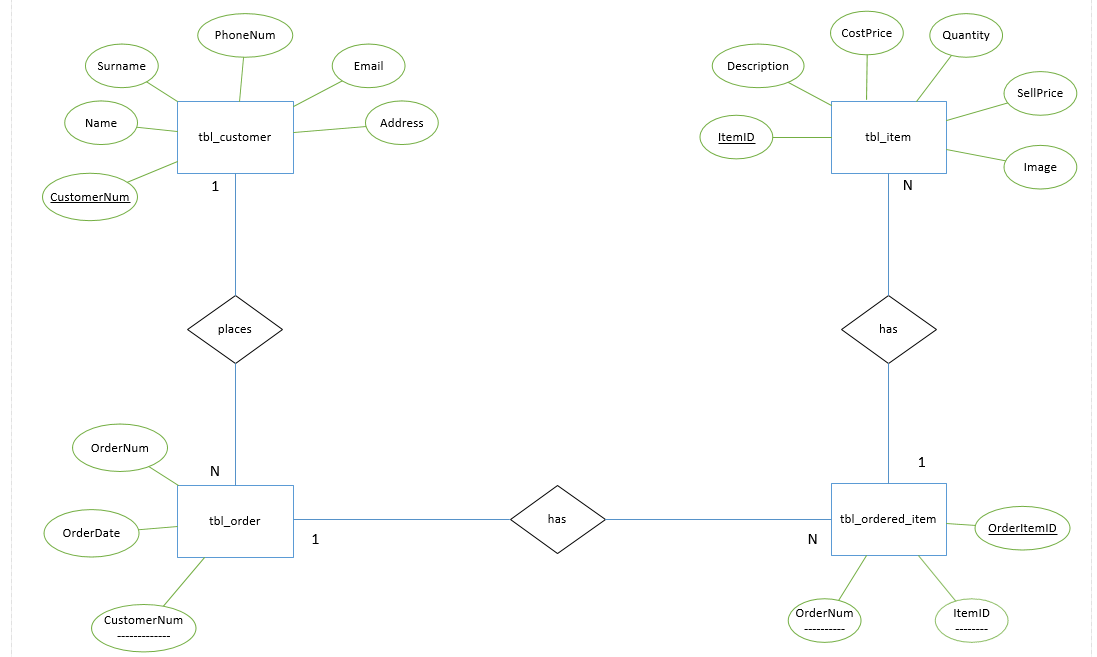 PhoneNum
CostPrice
Quantity
Surname
Email
Description
SellPrice
Name
tbl_customer
Address
ItemID
tbl_item
Image
CustomerNum
1
N
places
has
OrderNum
N
1
OrderDate
tbl_order
1
has
N
tbl_ordered_item
OrderItemID
CustomerNum
-------------
OrderNum
----------
ItemID
--------